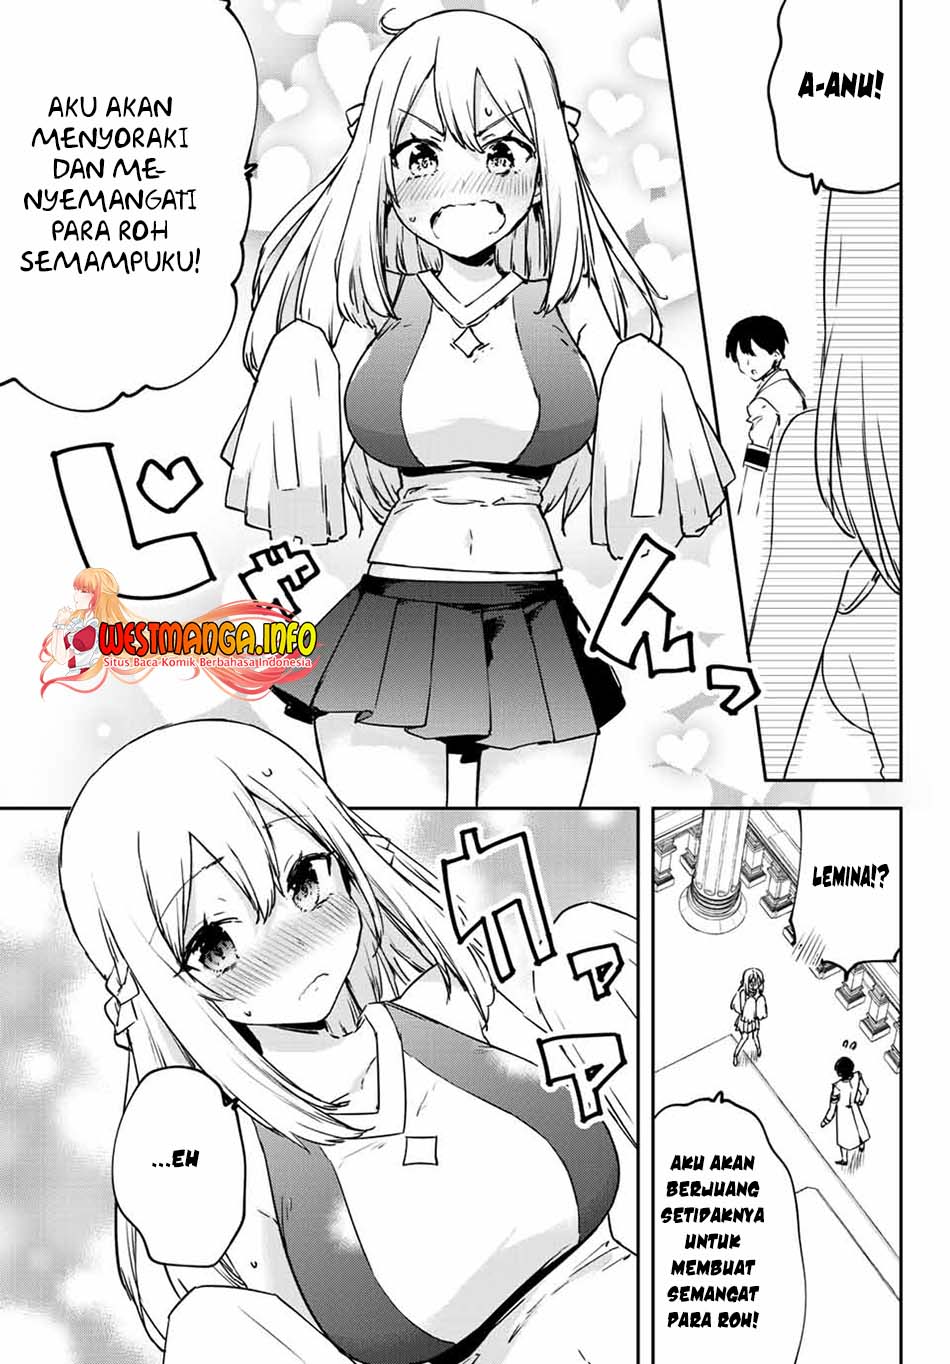 A-ANU!
AKU AKAN
MENYORAKI
DAN ME-
NYEMANGATI
PARA ROH
SEMAMPUKU!
じ
ゃ
ん
っ
WESTMANGA.INFO
Situs Baca Komik Berbahasa Indonesia
LEMINA!?
AKU AKAN
BERJUANG
SETIDAKNYA
UNTUK
MEMBUAT
SEMANGAT
PARA ROH!
カ
ァ
ァ
ァ
...EH